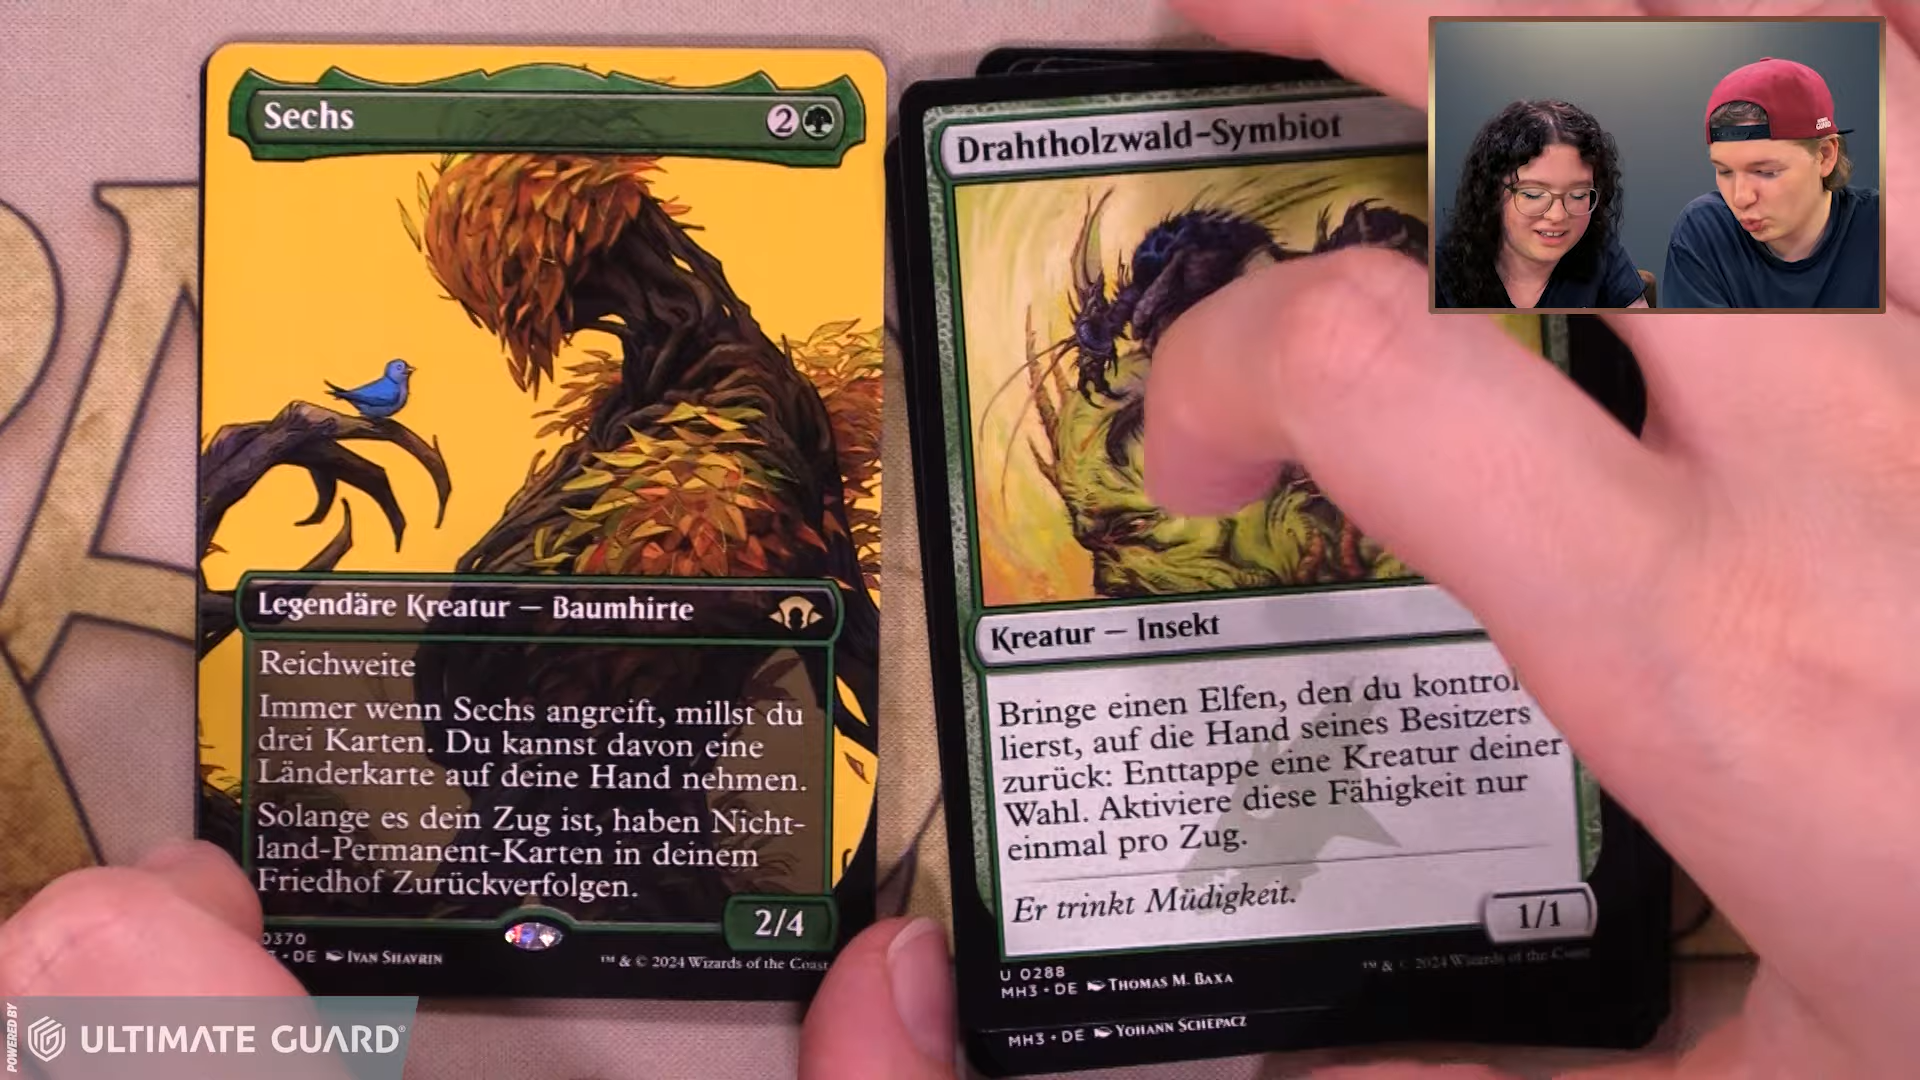 Sechs
2
Legendäre Kreatur — Baumhirte
Reichweite
Immer wenn Sechs angreift, millst du
drei Karten. Du kannst davon eine
Länderkarte auf deine Hand nehmen.
Solange es dein Zug ist, haben Nicht-
land-Permanent-Karten in deinem
Friedhof Zurückverfolgen.
2/4
0370
• DE Ivan Shavrin
™ & © 2024 Wizards of the Coast
Drahtholzwald-Symbiot
Kreatur — Insekt
Bringe einen Elfen, den du kontrol-
lierst, auf die Hand seines Besitzers
zurück: Enttappe eine Kreatur deiner
Wahl. Aktiviere diese Fähigkeit nur
einmal pro Zug.
Er trinkt Müdigkeit.
1/1
U 0288
MH3 • DE Thomas M. Baxa
™ & © 2024 Wizards of the Coast
MH3 • DE Yohann Schepacz
POWERED BY
ULTIMATE GUARD